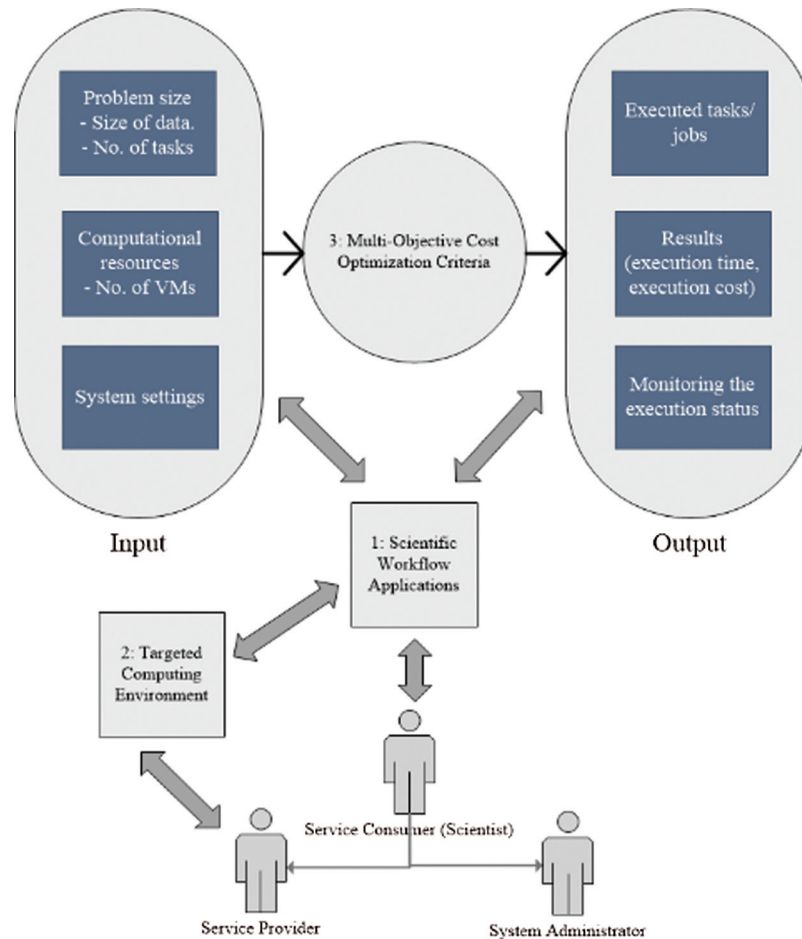 Problem size
- Size of data.
- No. of tasks
Computational
resources
- No. of VMs
System settings
Input
3: Multi-Objective Cost
Optimization Criteria
Executed tasks/
jobs
Results
(execution time,
execution cost)
Monitoring the
execution status
Output
1: Scientific
Workflow
Applications
2: Targeted
Computing
Environment
Service Consumer (Scientist)
Service Provider
System Administrator